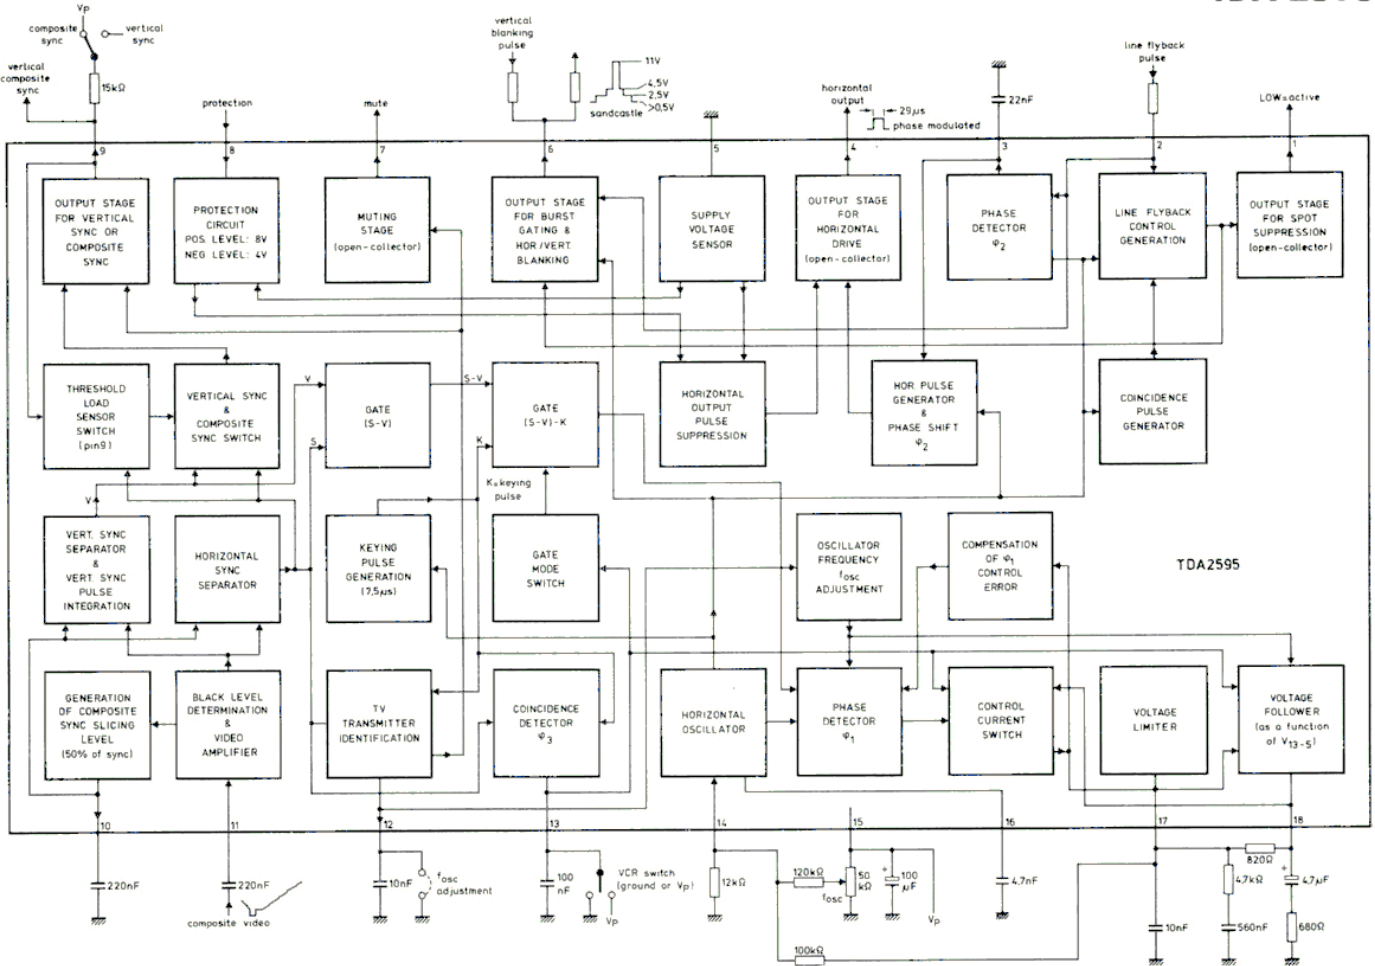 Vp
composite
sync
vertical
sync
vertical
composite
sync
15kΩ
protection
mute
vertical
blanking
pulse
11V
4,5V
2,5V
>0,5V
sandcastle
horizontal
output
29µs
phase modulated
22nF
line flyback
pulse
LOW=active
9
8
7
6
5
4
3
2
1
OUTPUT STAGE
FOR VERTICAL
SYNC OR
COMPOSITE
SYNC
PROTECTION
CIRCUIT
POS. LEVEL: 8V
NEG LEVEL: 4V
MUTING
STAGE
(open-collector)
OUTPUT STAGE
FOR BURST
GATING &
HOR/VERT.
BLANKING
SUPPLY
VOLTAGE
SENSOR
OUTPUT STAGE
FOR
HORIZONTAL
DRIVE
(open-collector)
PHASE
DETECTOR
φ2
LINE FLYBACK
CONTROL
GENERATION
OUTPUT STAGE
FOR SPOT
SUPPRESSION
(open-collector)
THRESHOLD
LOAD
SENSOR
SWITCH
(pin9)
VERTICAL SYNC
&
COMPOSITE
SYNC SWITCH
V
S
GATE
(S-V)
S-V
K
GATE
(S-V)-K
K=keying
pulse
HORIZONTAL
OUTPUT
PULSE
SUPPRESSION
HOR PULSE
GENERATOR
&
PHASE SHIFT
φ2
COINCIDENCE
PULSE
GENERATOR
V
VERT. SYNC
SEPARATOR
&
VERT. SYNC
PULSE
INTEGRATION
HORIZONTAL
SYNC
SEPARATOR
KEYING
PULSE
GENERATION
(7,5µs)
GATE
MODE
SWITCH
OSCILLATOR
FREQUENCY
fosc
ADJUSTMENT
COMPENSATION
OF φ1
CONTROL
ERROR
TDA2595
GENERATION
OF COMPOSITE
SYNC SLICING
LEVEL
(50% of sync)
BLACK LEVEL
DETERMINATION
&
VIDEO
AMPLIFIER
TV
TRANSMITTER
IDENTIFICATION
COINCIDENCE
DETECTOR
φ3
HORIZONTAL
OSCILLATOR
PHASE
DETECTOR
φ1
CONTROL
CURRENT
SWITCH
VOLTAGE
LIMITER
VOLTAGE
FOLLOWER
(as a function
of V13-5)
10
11
12
13
14
15
16
17
18
220nF
220nF
composite video
10nF
fosc
adjustment
100
nF
VCR switch
(ground or Vp)
Vp
12kΩ
120kΩ
50
kΩ
fosc
+
100
µF
Vp
100kΩ
4,7nF
10nF
820Ω
4,7kΩ
560nF
+
4,7µF
680Ω